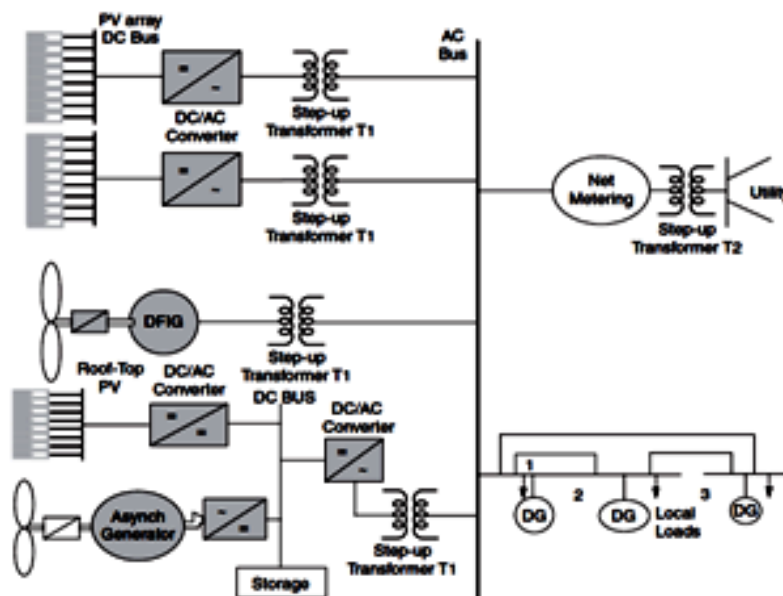 PV array
DC Bus
AC
Bus
DC/AC
Converter
Step-up
Transformer T1
Step-up
Transformer T1
Net
Metering
Utility
Step-up
Transformer T2
DFIG
Step-up
Transformer T1
Roof-Top
PV
DC/AC
Converter
DC BUS
DC/AC
Converter
1
2
3
DG
DG
DG
Local
Loads
Asynch
Generator
Step-up
Transformer T1
Storage